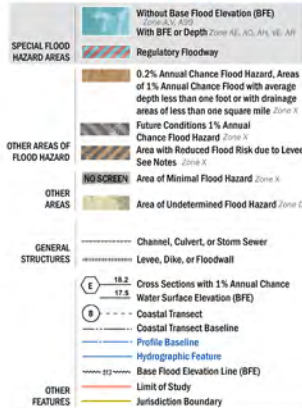 Without Base Flood Elevation (BFE)
Zone A,V, A99
With BFE or Depth Zone AE, AO, AH, VE, AR
SPECIAL FLOOD
HAZARD AREAS
Regulatory Floodway
0.2% Annual Chance Flood Hazard, Areas
of 1% Annual Chance Flood with average
depth less than one foot or with drainage
areas of less than one square mile Zone X
Future Conditions 1% Annual
Chance Flood Hazard Zone X
OTHER AREAS OF
FLOOD HAZARD
Area with Reduced Flood Risk due to Levee
See Notes Zone X
NO SCREEN Area of Minimal Flood Hazard Zone X
OTHER
AREAS
Area of Undetermined Flood Hazard Zone D
GENERAL
STRUCTURES
Channel, Culvert, or Storm Sewer
Levee, Dike, or Floodwall
E 18.2 Cross Sections with 1% Annual Chance
17.5 Water Surface Elevation (BFE)
8 Coastal Transect
Coastal Transect Baseline
Profile Baseline
Hydrographic Feature
513 Base Flood Elevation Line (BFE)
OTHER
FEATURES
Limit of Study
Jurisdiction Boundary